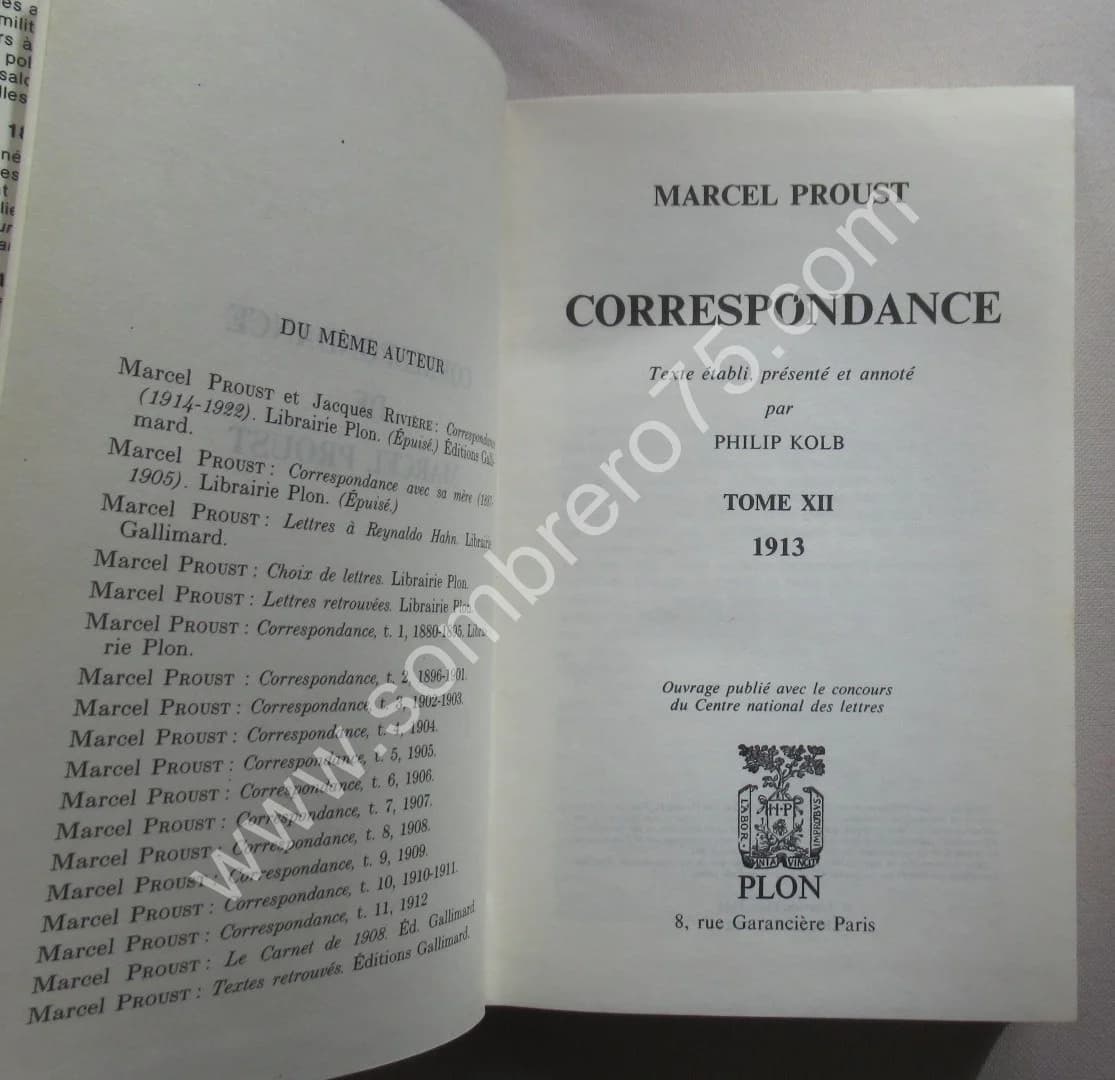 DU MÊME AUTEUR
Marcel PROUST et Jacques RIVIÈRE : Correspondance
(1914-1922). Librairie Plon. (Épuisé.) Éditions Galli-
mard.
Marcel PROUST : Correspondance avec sa mère
1905). Librairie Plon. (Épuisé.)
Marcel PROUST : Lettres à Reynaldo Hahn. Librairie
Gallimard.
Marcel PROUST : Choix de lettres. Librairie Plon.
Marcel PROUST : Lettres retrouvées. Librairie Plon.
Marcel PROUST : Correspondance, t. 1, 1880-1895. Librai-
rie Plon.
Marcel PROUST : Correspondance, t. 2, 1896-1901.
Marcel PROUST : Correspondance, t. 3, 1902-1903.
Marcel PROUST : Correspondance, t. 4, 1904.
Marcel PROUST : Correspondance, t. 5, 1905.
Marcel PROUST : Correspondance, t. 6, 1906.
Marcel PROUST : Correspondance, t. 7, 1907.
Marcel PROUST : Correspondance, t. 8, 1908.
Marcel PROUST : Correspondance, t. 9, 1909.
Marcel PROUST : Correspondance, t. 10, 1910-1911.
Marcel PROUST : Correspondance, t. 11, 1912
Marcel PROUST : Le Carnet de 1908. Éd. Gallimard
Marcel PROUST : Textes retrouvés. Éditions Gallimard.
MARCEL PROUST
CORRESPONDANCE
Texte établi, présenté et annoté
par
PHILIP KOLB
TOME XII
1913
Ouvrage publié avec le concours
du Centre national des lettres
LABOR
H-P
IMPROBVS
OMNIA VINCIT
PLON
8, rue Garancière Paris
www.sombrero75.com